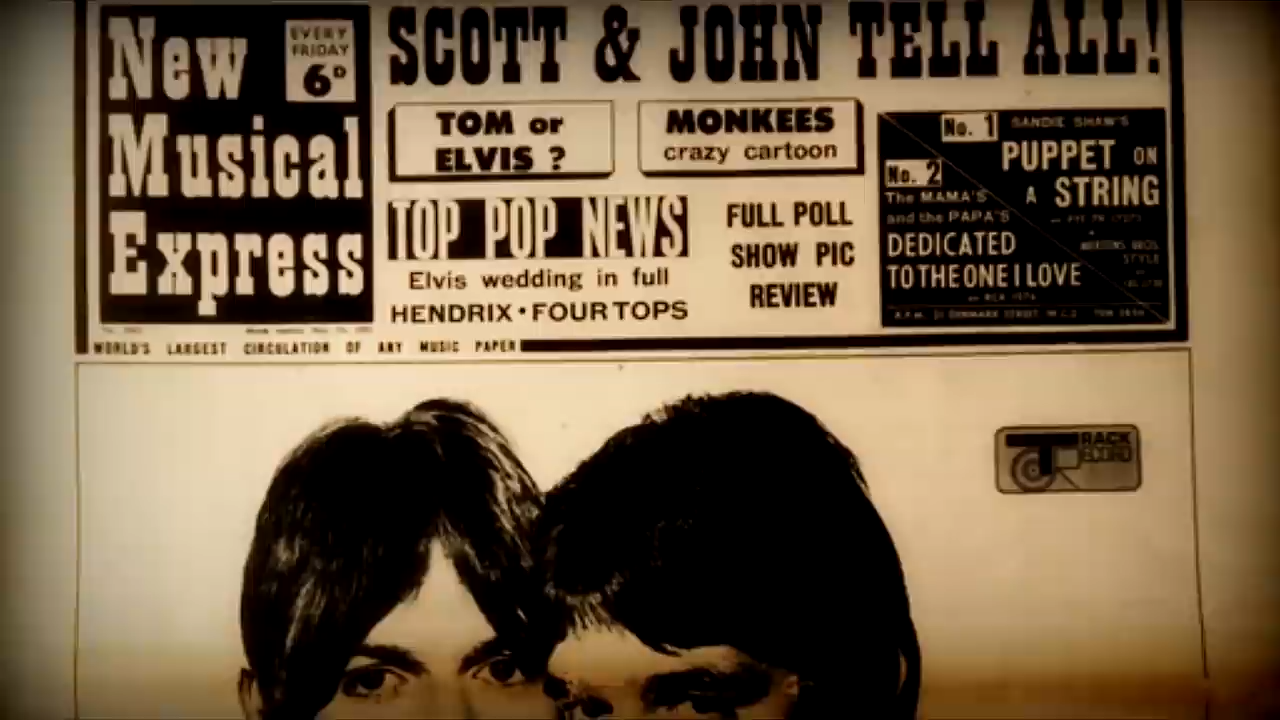 New
Musical
Express
EVERY
FRIDAY
6D
SCOTT & JOHN TELL ALL!
TOM or
ELVIS ?
MONKEES
crazy cartoon
TOP POP NEWS
Elvis wedding in full
HENDRIX • FOUR TOPS
FULL POLL
SHOW PIC
REVIEW
No. 1 SANDIE SHAW'S
PUPPET ON
A STRING
No. 2
The MAMA'S
and the PAPA'S
DEDICATED
TO THE ONE I LOVE
WORLD'S LARGEST CIRCULATION OF ANY MUSIC PAPER
TRACK
RECORD